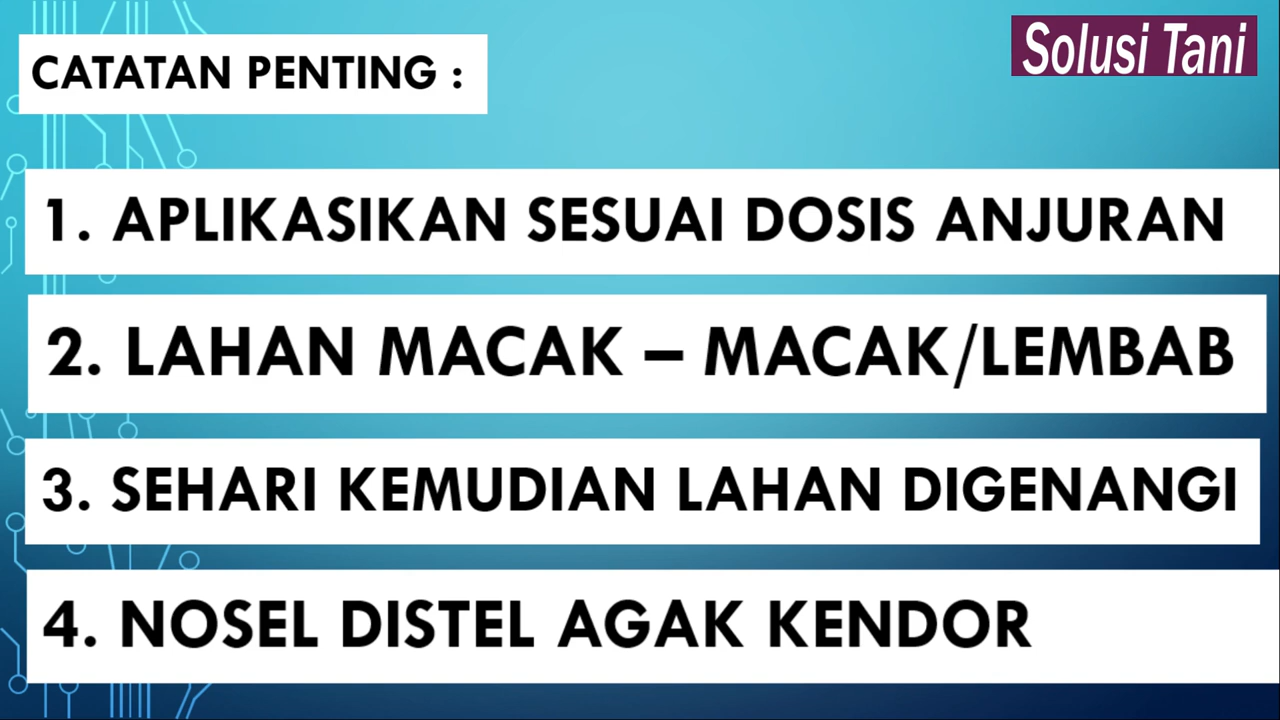 Solusi Tani
CATATAN PENTING :
1. APLIKASIKAN SESUAI DOSIS ANJURAN
2. LAHAN MACAK – MACAK/LEMBAB
3. SEHARI KEMUDIAN LAHAN DIGENANGI
4. NOSEL DISTEL AGAK KENDOR